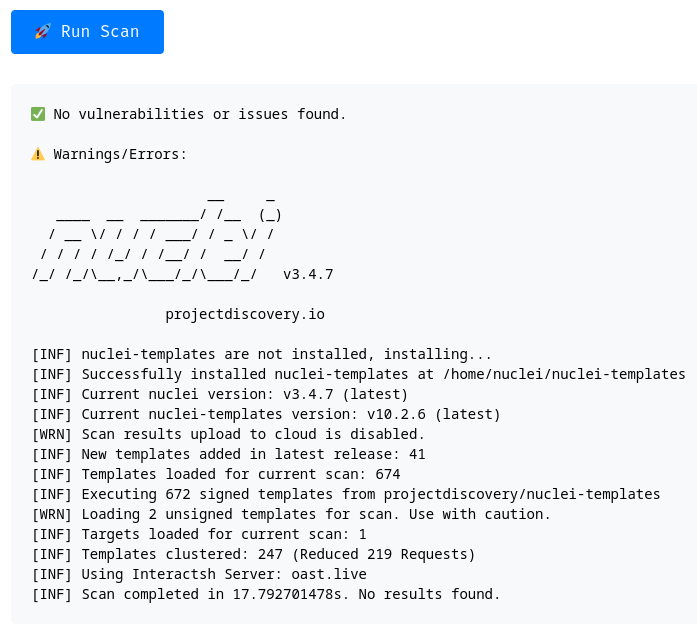 🚀 Run Scan
✅ No vulnerabilities or issues found.
⚠️ Warnings/Errors:
                     __     _
   ____  __  _______/ /__  (_)
  / __ \/ / / / ___/ / _ \/ /
 / / / / /_/ / /__/ /  __/ /
/_/ /_/\__,_/\___/_/\___/_/   v3.4.7
projectdiscovery.io
[INF] nuclei-templates are not installed, installing...
[INF] Successfully installed nuclei-templates at /home/nuclei/nuclei-templates
[INF] Current nuclei version: v3.4.7 (latest)
[INF] Current nuclei-templates version: v10.2.6 (latest)
[WRN] Scan results upload to cloud is disabled.
[INF] New templates added in latest release: 41
[INF] Templates loaded for current scan: 674
[INF] Executing 672 signed templates from projectdiscovery/nuclei-templates
[WRN] Loading 2 unsigned templates for scan. Use with caution.
[INF] Targets loaded for current scan: 1
[INF] Templates clustered: 247 (Reduced 219 Requests)
[INF] Using Interactsh Server: oast.live
[INF] Scan completed in 17.792701478s. No results found.